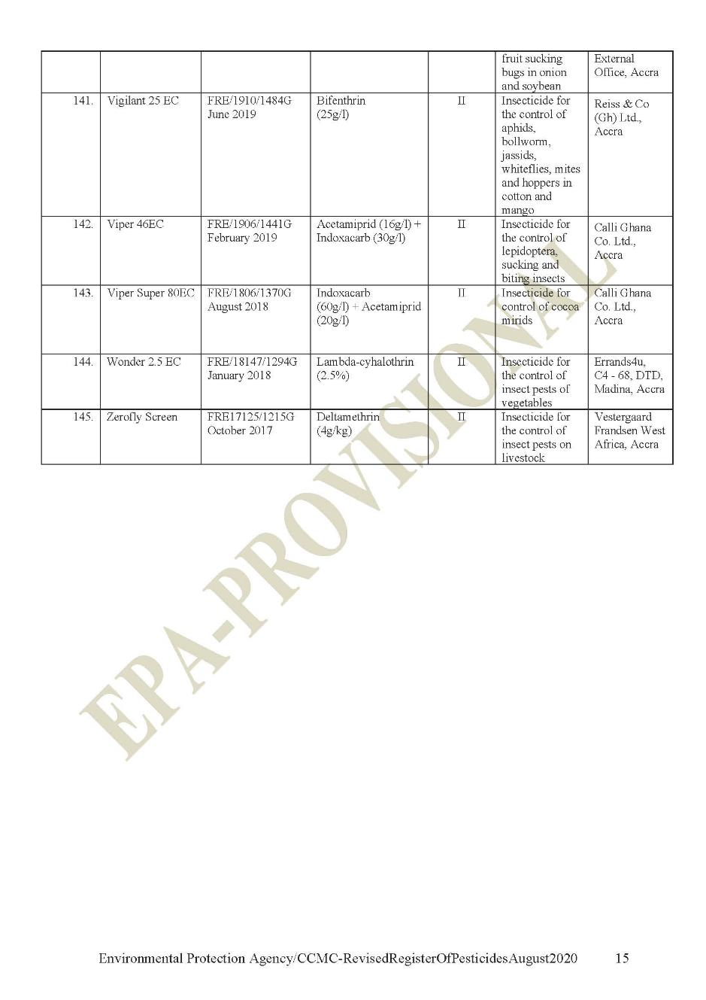 fruit sucking
bugs in onion
and soybean
External
Office, Accra
141.
Vigilant 25 EC
FRE/1910/1484G
June 2019
Bifenthrin
(25g/l)
II
Insecticide for
the control of
aphids,
bollworm,
jassids,
whiteflies, mites
and hoppers in
cotton and
mango
Reiss & Co
(Gh) Ltd.,
Accra
142.
Viper 46EC
FRE/1906/1441G
February 2019
Acetamiprid (16g/l) +
Indoxacarb (30g/l)
II
Insecticide for
the control of
lepidoptera,
sucking and
biting insects
Calli Ghana
Co. Ltd.,
Accra
143.
Viper Super 80EC
FRE/1806/1370G
August 2018
Indoxacarb
(60g/l) + Acetamiprid
(20g/l)
II
Insecticide for
control of cocoa
mirids
Calli Ghana
Co. Ltd.,
Accra
144.
Wonder 2.5 EC
FRE/18147/1294G
January 2018
Lambda-cyhalothrin
(2.5%)
II
Insecticide for
the control of
insect pests of
vegetables
Errands4u,
C4 - 68, DTD,
Madina, Accra
145.
Zerofly Screen
FRE17125/1215G
October 2017
Deltamethrin
(4g/kg)
II
Insecticide for
the control of
insect pests on
livestock
Vestergaard
Frandsen West
Africa, Accra
EPA-PROVISIONAL
Environmental Protection Agency/CCMC-RevisedRegisterOfPesticidesAugust2020 15